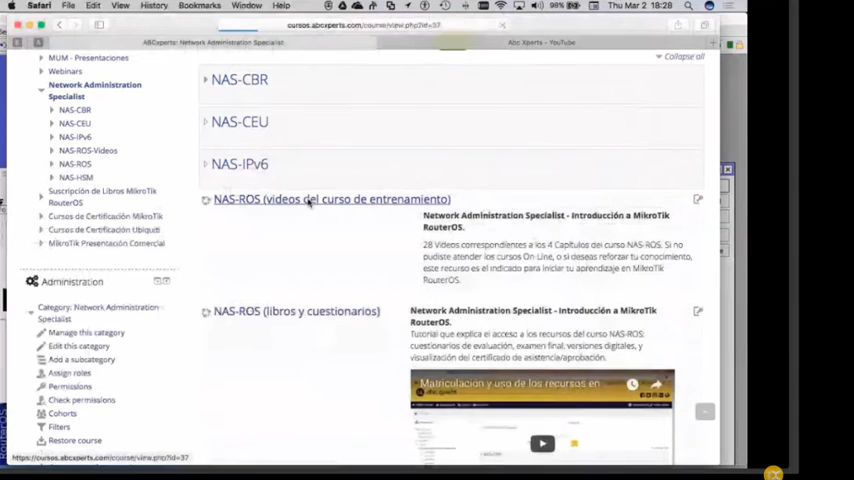 Safari File Edit View History Bookmarks Window Help 98% Thu Mar 2 18:28
cursos.abcxperts.com/course/view.php?id=37
ABCXperts: Network Administration Specialist Abc Xperts - YouTube
MUM - Presentaciones
Collapse all
Webinars
Network Administration
Specialist
NAS-CBR
NAS-CEU
NAS-IPv6
NAS-ROS-Videos
NAS-ROS
NAS-HSM
Suscripción de Libros MikroTik
RouterOS
Cursos de Certificación MikroTik
Cursos de Certificación Ubiquiti
MikroTik Presentación Comercial
Administration
Category: Network Administration
Specialist
Manage this category
Edit this category
Add a subcategory
Assign roles
Permissions
Check permissions
Cohorts
Filters
Restore course
NAS-CBR
NAS-CEU
NAS-IPv6
NAS-ROS (videos del curso de entrenamiento)
Network Administration Specialist - Introducción a MikroTik
RouterOS.
28 Videos correspondientes a los 4 Capítulos del curso NAS-ROS. Si no
pudiste atender los cursos On-Line, o si deseas reforzar tu conocimiento,
este recurso es el indicado para iniciar tu aprendizaje en MikroTik
RouterOS.
NAS-ROS (libros y cuestionarios)
Network Administration Specialist - Introducción a MikroTik
RouterOS.
Tutorial que explica el acceso a los recursos del curso NAS-ROS:
cuestionarios de evaluación, examen final, versiones digitales, y
visualización del certificado de asistencia/aprobación.
Matriculación y uso de los recursos en
https://cursos.abcxperts.com/course/view.php?id=37